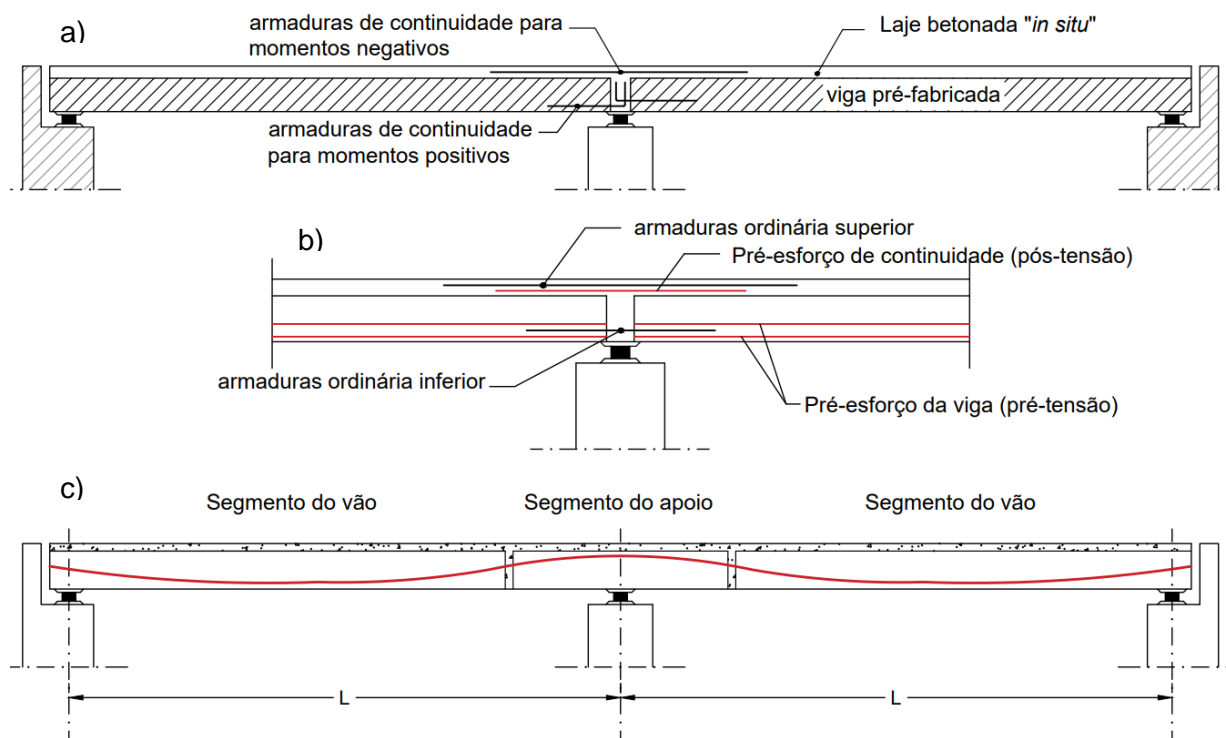 a)
armaduras de continuidade para
momentos negativos
Laje betonada "in situ"
viga pré-fabricada
armaduras de continuidade
para momentos positivos
b)
armaduras ordinária superior
Pré-esforço de continuidade (pós-tensão)
armaduras ordinária inferior
Pré-esforço da viga (pré-tensão)
c)
Segmento do vão
Segmento do apoio
Segmento do vão
L
L